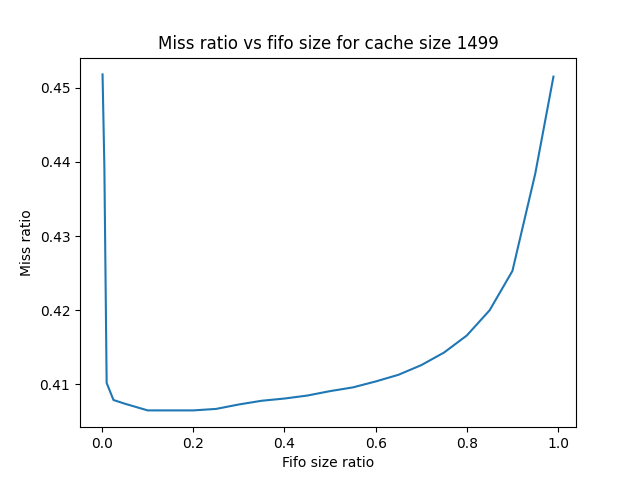 Miss ratio vs fifo size for cache size 1499
0.45
0.44
0.43
0.42
0.41
Miss ratio
0.0 0.2 0.4 0.6 0.8 1.0
Fifo size ratio